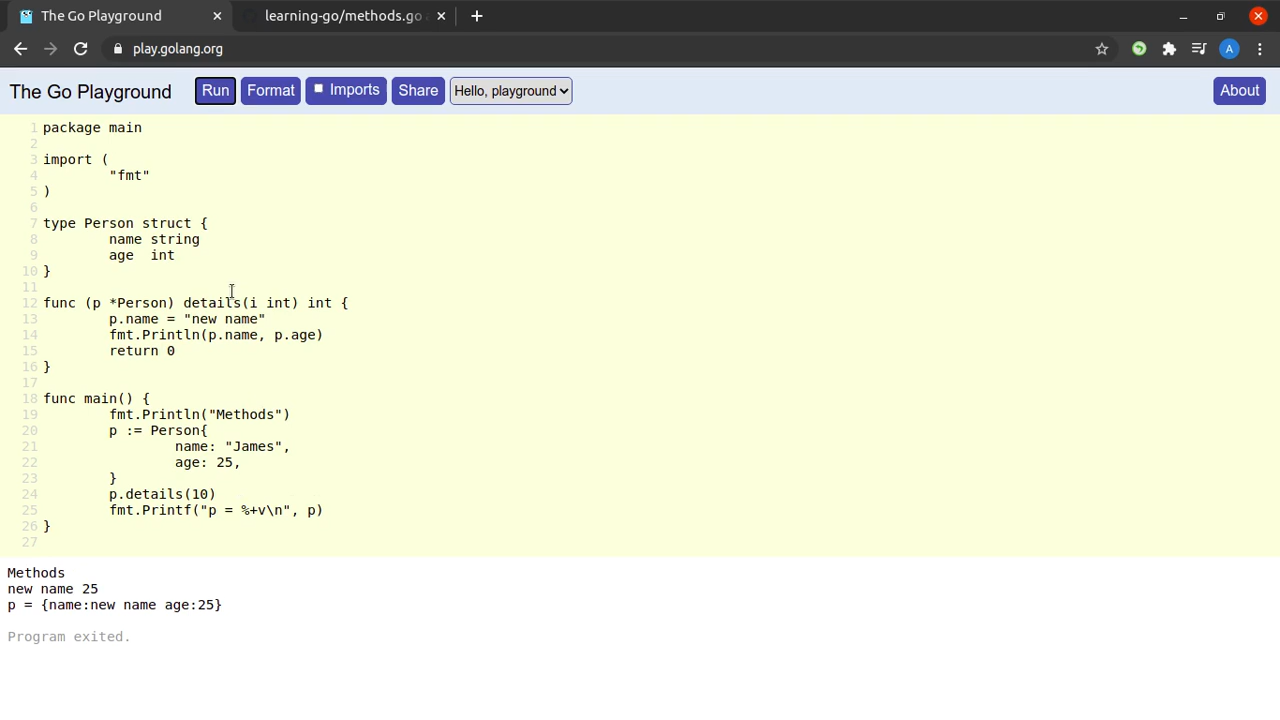 The Go Playground
learning-go/methods.go
play.golang.org
A
The Go Playground
Run
Format
Imports
Share
Hello, playground
About
1 package main
2
3 import (
4 "fmt"
5 )
6
7 type Person struct {
8 name string
9 age  int
10 }
11
12 func (p *Person) details(i int) int {
13 p.name = "new name"
14 fmt.Println(p.name, p.age)
15 return 0
16 }
17
18 func main() {
19 fmt.Println("Methods")
20 p := Person{
21 name: "James",
22 age: 25,
23 }
24 p.details(10)
25 fmt.Printf("p = %+v\n", p)
26 }
27
Methods
new name 25
p = {name:new name age:25}
Program exited.